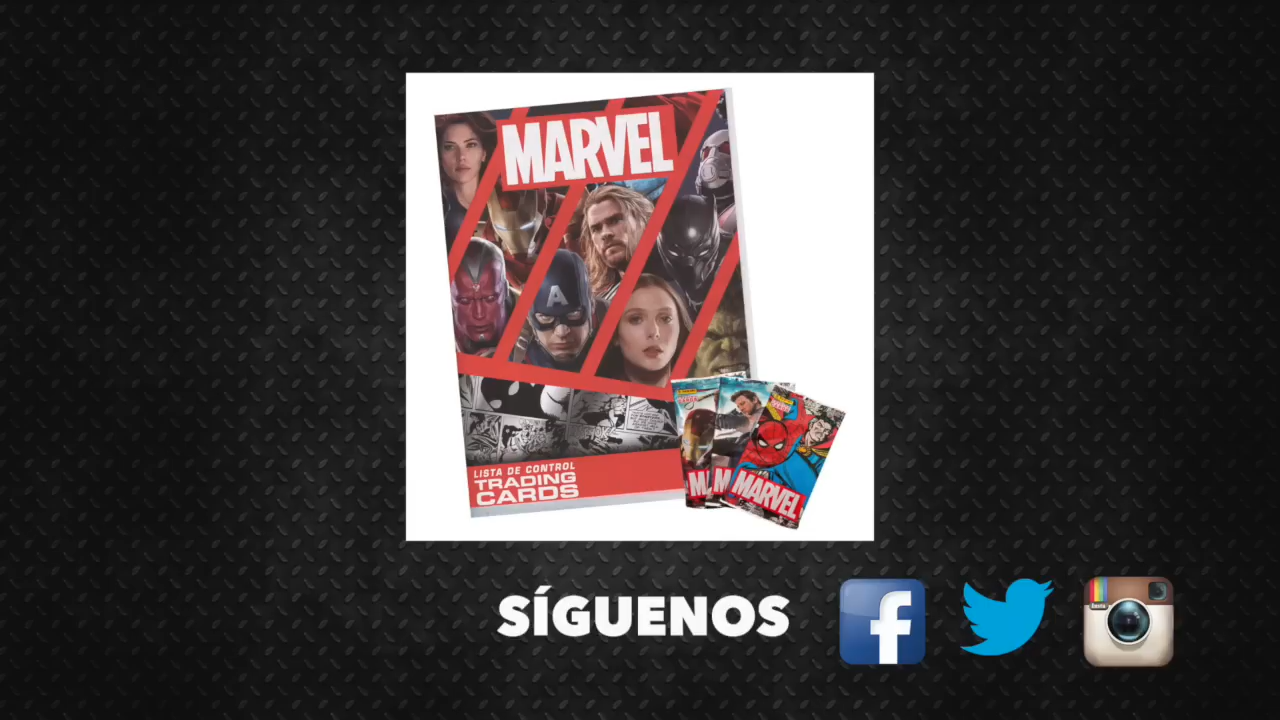 MARVEL
LISTA DE CONTROL
TRADING
CARDS
M
M
MARVEL
SÍGUENOS